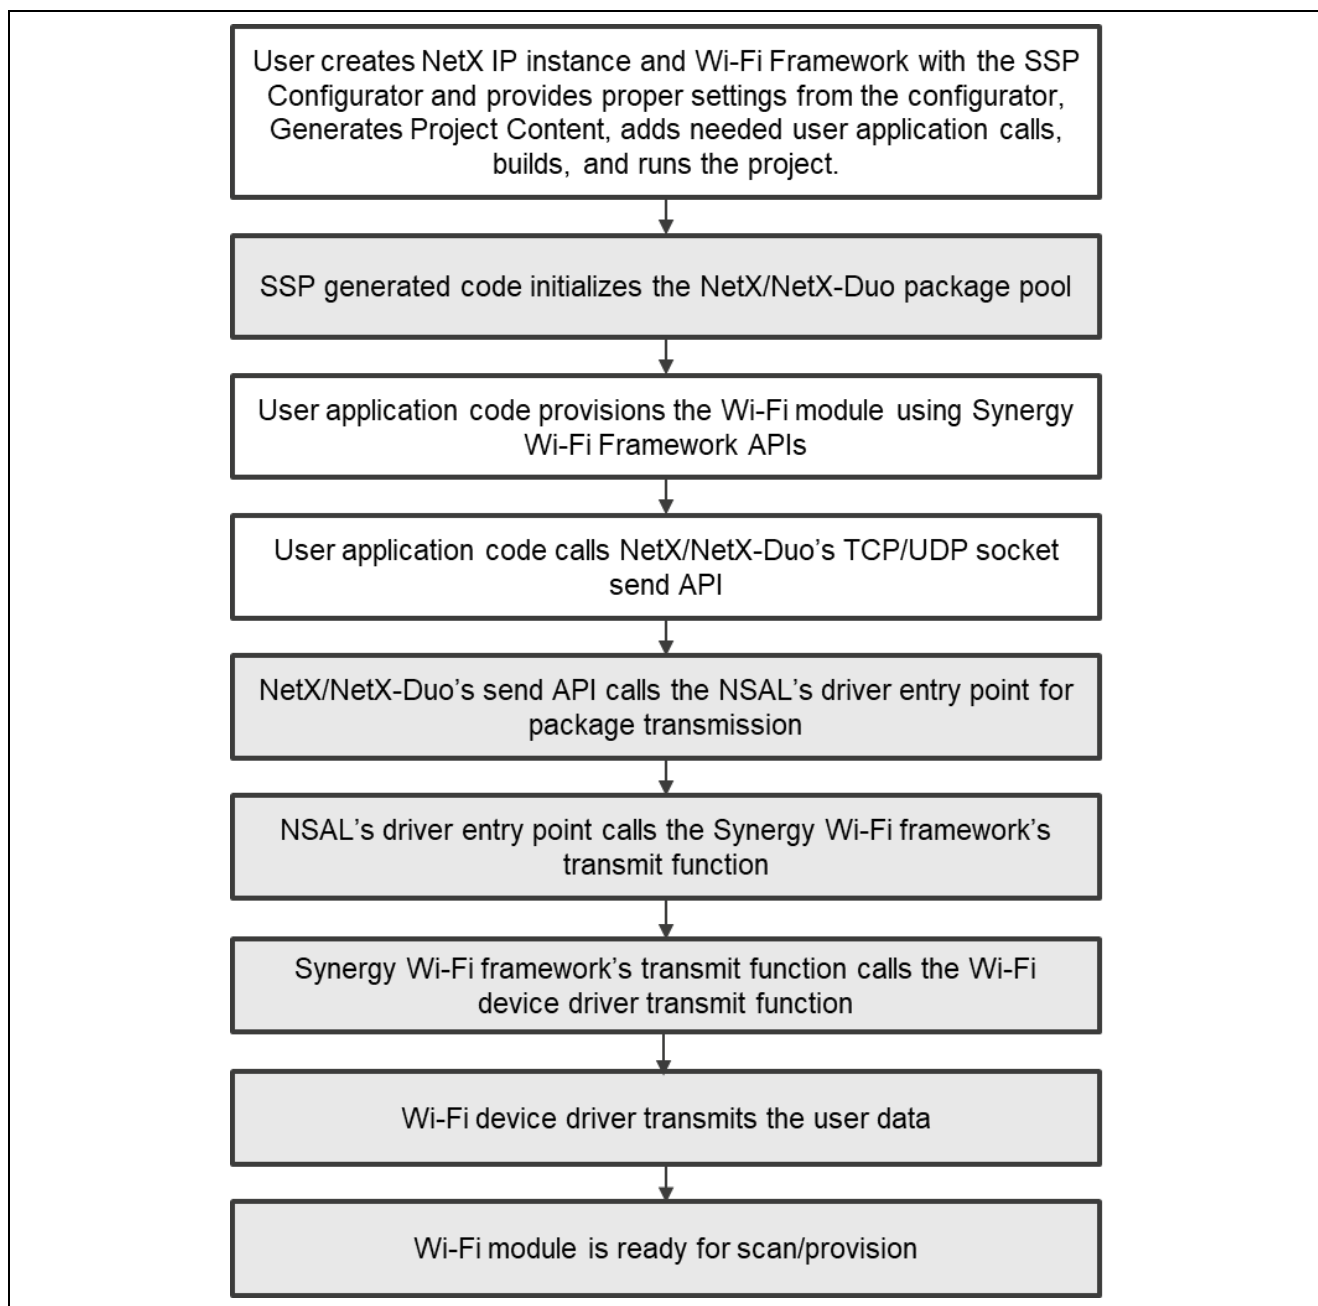 User creates NetX IP instance and Wi-Fi Framework with the SSP
Configurator and provides proper settings from the configurator,
Generates Project Content, adds needed user application calls,
builds, and runs the project.
SSP generated code initializes the NetX/NetX-Duo package pool
User application code provisions the Wi-Fi module using Synergy
Wi-Fi Framework APIs
User application code calls NetX/NetX-Duo’s TCP/UDP socket
send API
NetX/NetX-Duo’s send API calls the NSAL’s driver entry point for
package transmission
NSAL’s driver entry point calls the Synergy Wi-Fi framework’s
transmit function
Synergy Wi-Fi framework’s transmit function calls the Wi-Fi
device driver transmit function
Wi-Fi device driver transmits the user data
Wi-Fi module is ready for scan/provision